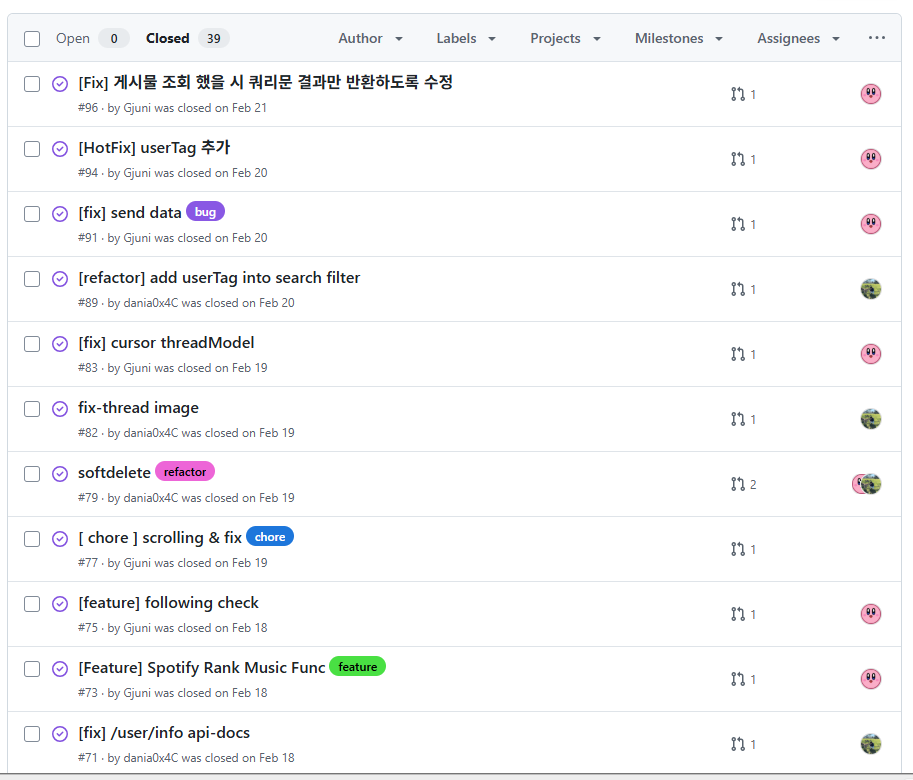 Open 0 Closed 39 Author Labels Projects Milestones Assignees
[Fix] 게시물 조회 했을 시 쿼리문 결과만 반환하도록 수정 1
#96 · by Gjuni was closed on Feb 21
[HotFix] userTag 추가 1
#94 · by Gjuni was closed on Feb 20
[fix] send data bug 1
#91 · by Gjuni was closed on Feb 20
[refactor] add userTag into search filter 1
#89 · by dania0x4C was closed on Feb 20
[fix] cursor threadModel 1
#83 · by Gjuni was closed on Feb 19
fix-thread image 1
#82 · by dania0x4C was closed on Feb 19
softdelete refactor 2
#79 · by dania0x4C was closed on Feb 19
[ chore ] scrolling & fix chore 1
#77 · by Gjuni was closed on Feb 19
[feature] following check 1
#75 · by Gjuni was closed on Feb 18
[Feature] Spotify Rank Music Func feature 1
#73 · by Gjuni was closed on Feb 18
[fix] /user/info api-docs 1
#71 · by dania0x4C was closed on Feb 18